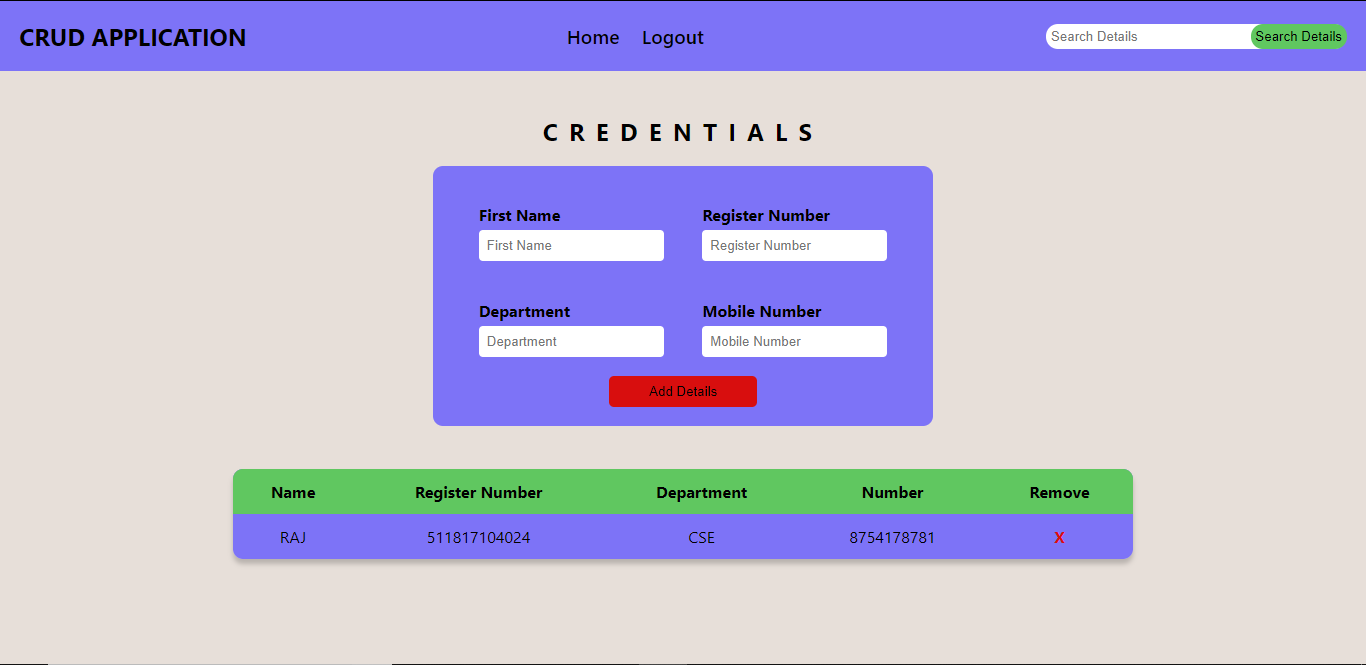 CRUD APPLICATION Home Logout Search Details Search Details
C R E D E N T I A L S
First Name Register Number
First Name Register Number
Department Mobile Number
Department Mobile Number
Add Details
Name Register Number Department Number Remove
RAJ 511817104024 CSE 8754178781 X